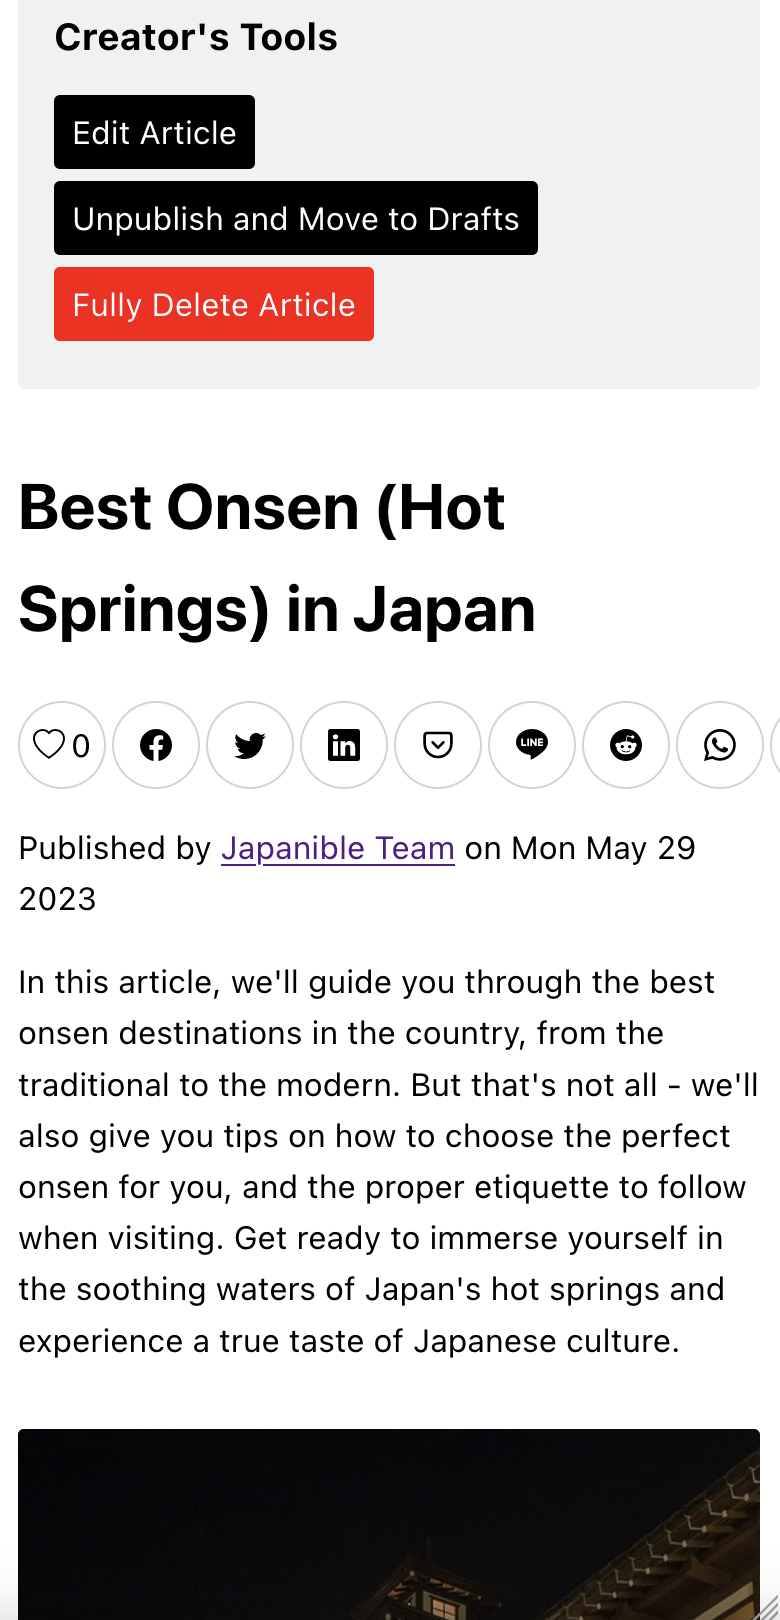 Creator's Tools
Edit Article
Unpublish and Move to Drafts
Fully Delete Article
Best Onsen (Hot
Springs) in Japan
0
in
LINE
Published by Japanible Team on Mon May 29
2023
In this article, we'll guide you through the best
onsen destinations in the country, from the
traditional to the modern. But that's not all - we'll
also give you tips on how to choose the perfect
onsen for you, and the proper etiquette to follow
when visiting. Get ready to immerse yourself in
the soothing waters of Japan's hot springs and
experience a true taste of Japanese culture.